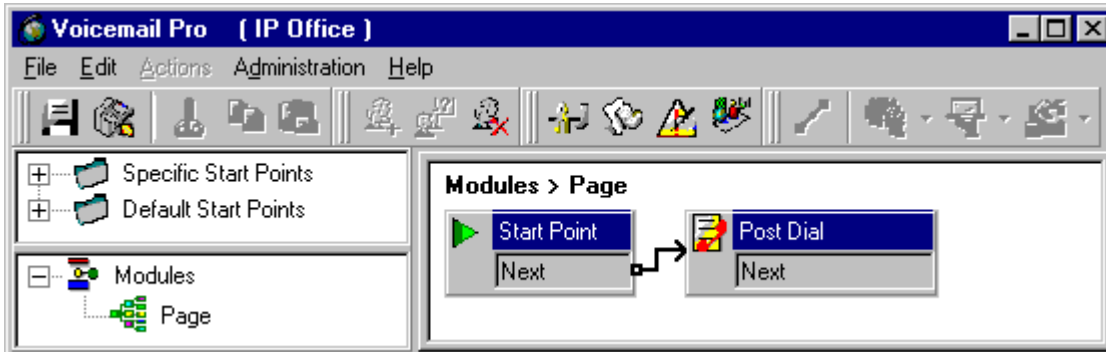 Voicemail Pro ( IP Office )
File Edit Actions Administration Help
Specific Start Points
Default Start Points
Modules
Page
Modules > Page
Start Point
Next
Post Dial
Next